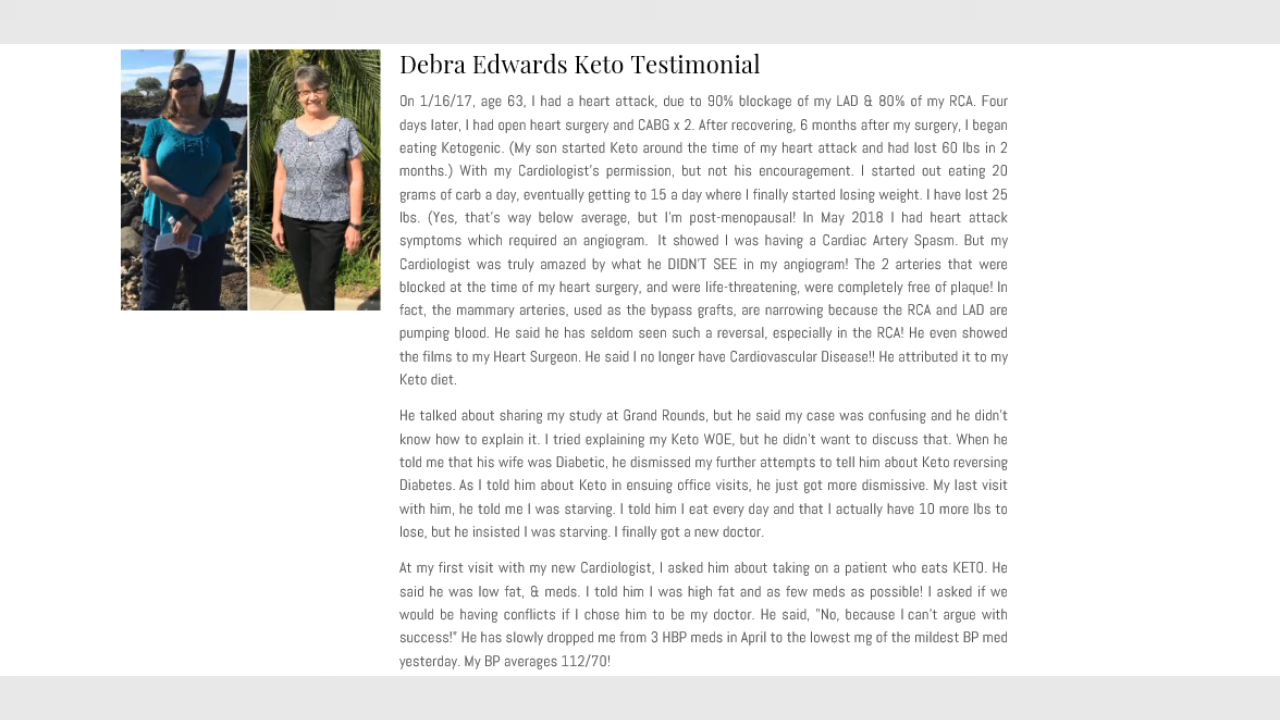 Debra Edwards Keto Testimonial
On 1/16/17, age 63, I had a heart attack, due to 90% blockage of my LAD & 80% of my RCA. Four
days later, I had open heart surgery and CABG x 2. After recovering, 6 months after my surgery, I began
eating Ketogenic. (My son started Keto around the time of my heart attack and had lost 60 lbs in 2
months.) With my Cardiologist's permission, but not his encouragement. I started out eating 20
grams of carb a day, eventually getting to 15 a day where I finally started losing weight. I have lost 25
lbs. (Yes, that's way below average, but I'm post-menopausal! In May 2018 I had heart attack
symptoms which required an angiogram. It showed I was having a Cardiac Artery Spasm. But my
Cardiologist was truly amazed by what he DIDN'T SEE in my angiogram! The 2 arteries that were
blocked at the time of my heart surgery, and were life-threatening, were completely free of plaque! In
fact, the mammary arteries, used as the bypass grafts, are narrowing because the RCA and LAD are
pumping blood. He said he has seldom seen such a reversal, especially in the RCA! He even showed
the films to my Heart Surgeon. He said I no longer have Cardiovascular Disease!! He attributed it to my
Keto diet.
He talked about sharing my study at Grand Rounds, but he said my case was confusing and he didn't
know how to explain it. I tried explaining my Keto WOE, but he didn't want to discuss that. When he
told me that his wife was Diabetic, he dismissed my further attempts to tell him about Keto reversing
Diabetes. As I told him about Keto in ensuing office visits, he just got more dismissive. My last visit
with him, he told me I was starving. I told him I eat every day and that I actually have 10 more lbs to
lose, but he insisted I was starving. I finally got a new doctor.
At my first visit with my new Cardiologist, I asked him about taking on a patient who eats KETO. He
said he was low fat, & meds. I told him I was high fat and as few meds as possible! I asked if we
would be having conflicts if I chose him to be my doctor. He said, "No, because I can't argue with
success!" He has slowly dropped me from 3 HBP meds in April to the lowest mg of the mildest BP med
yesterday. My BP averages 112/70!